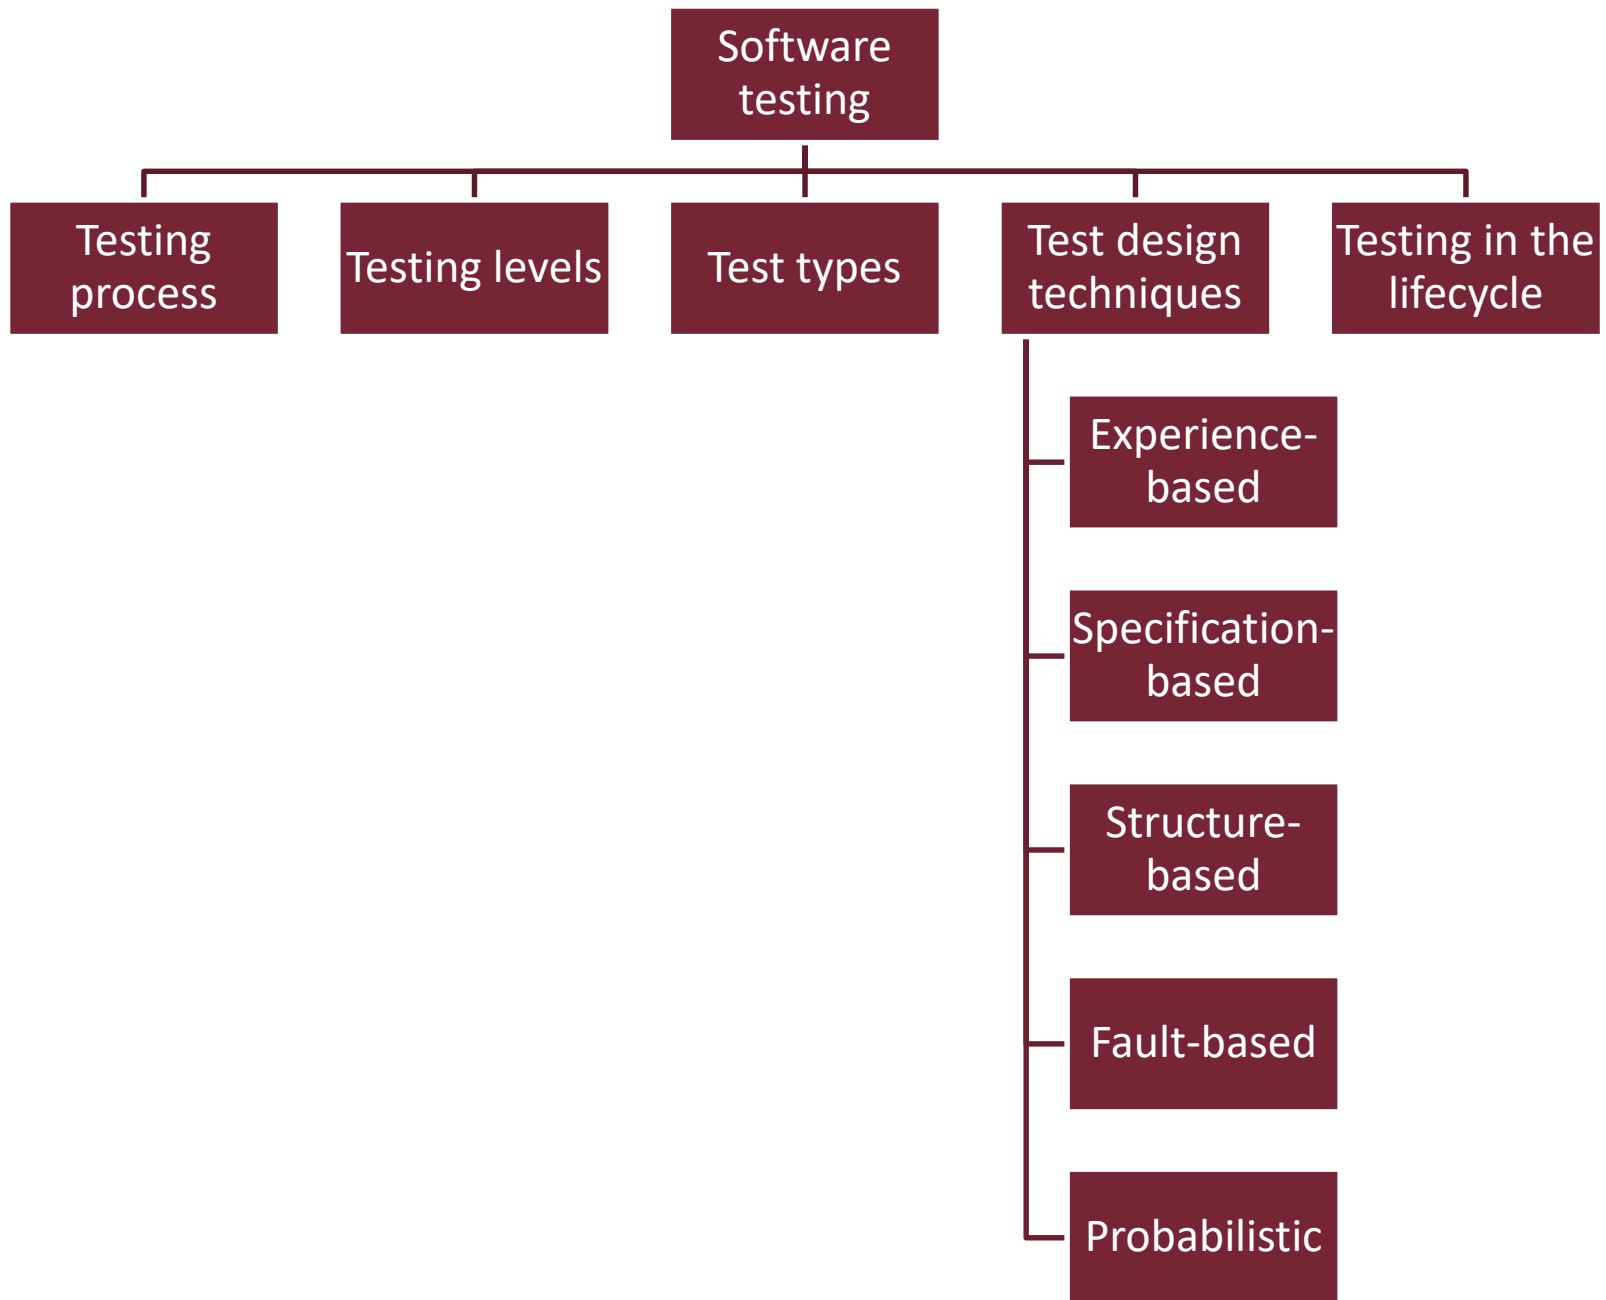 Software
testing
Testing
process
Testing levels
Test types
Test design
techniques
Testing in the
lifecycle
Experience-
based
Specification-
based
Structure-
based
Fault-based
Probabilistic